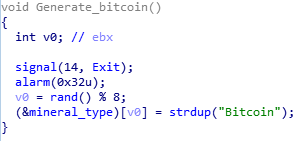 void Generate_bitcoin()
{
int v0; // ebx
signal(14, Exit);
alarm(0x32u);
v0 = rand() % 8;
(&mineral_type)[v0] = strdup("Bitcoin");
}